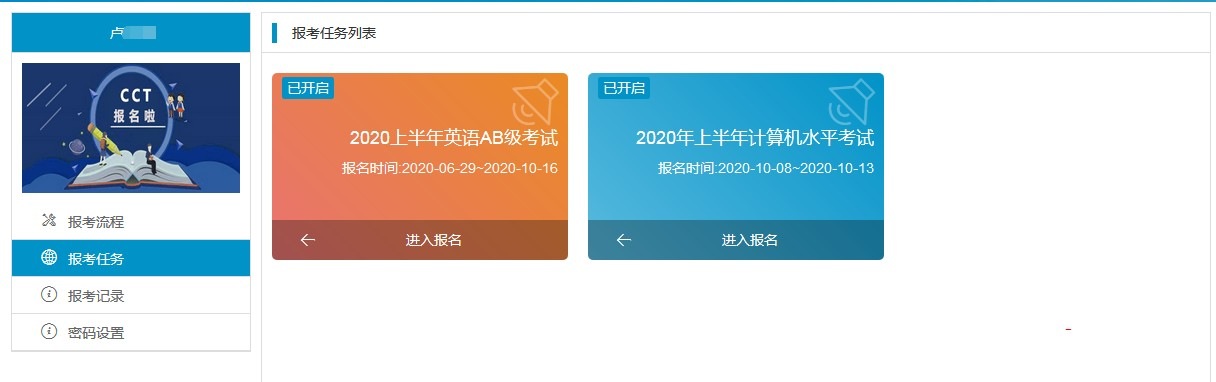 卢
CCT
报名啦
报考流程
报考任务
报考记录
密码设置
报考任务列表
已开启
2020上半年英语AB级考试
报名时间:2020-06-29~2020-10-16
进入报名
已开启
2020年上半年计算机水平考试
报名时间:2020-10-08~2020-10-13
进入报名